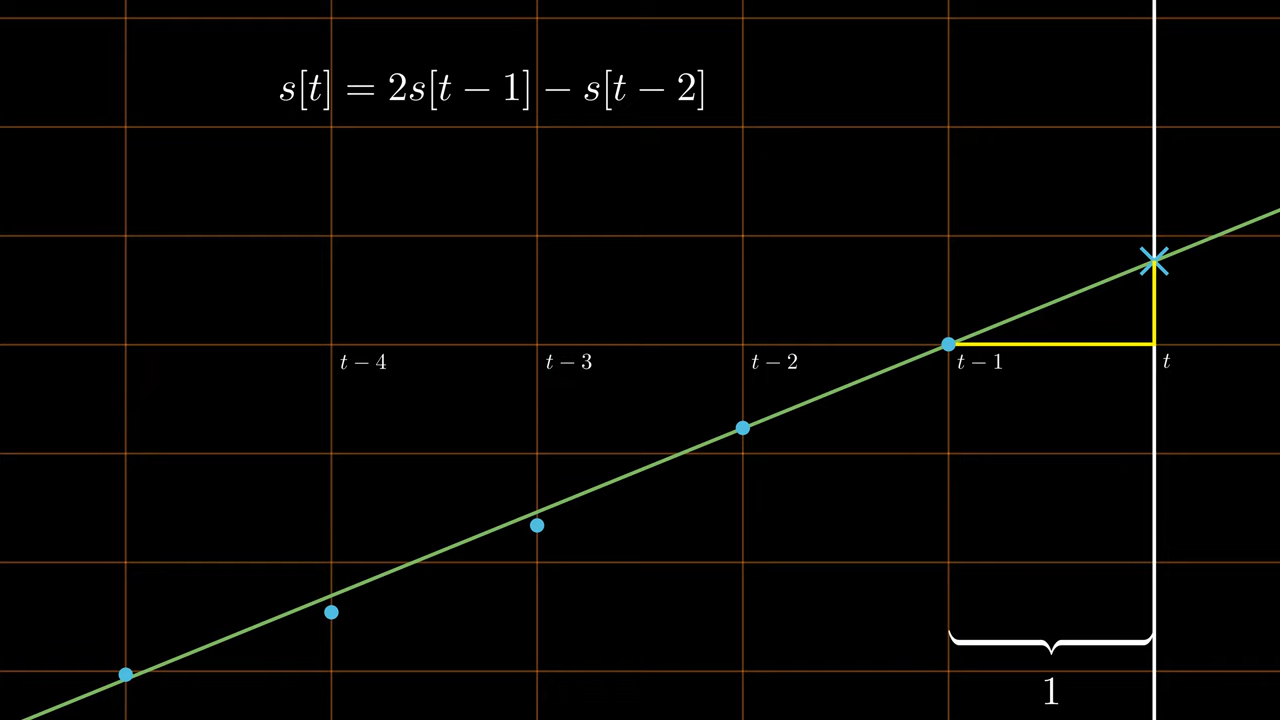 s[t] = 2s[t − 1] − s[t − 2]
t − 4 t − 3 t − 2 t − 1 t
1